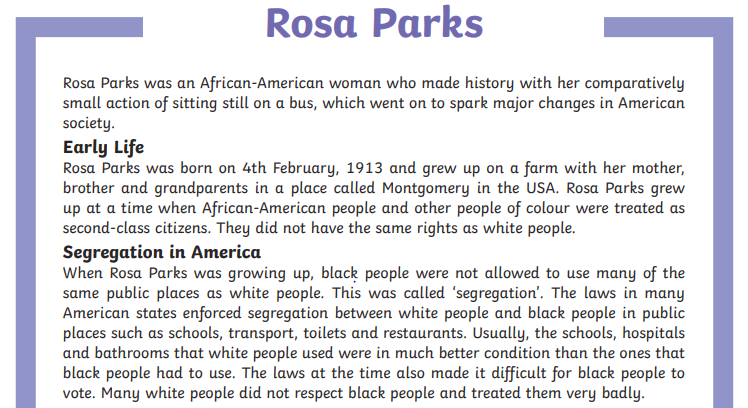 Rosa Parks
Rosa Parks was an African-American woman who made history with her comparatively
small action of sitting still on a bus, which went on to spark major changes in American
society.
Early Life
Rosa Parks was born on 4th February, 1913 and grew up on a farm with her mother,
brother and grandparents in a place called Montgomery in the USA. Rosa Parks grew
up at a time when African-American people and other people of colour were treated as
second-class citizens. They did not have the same rights as white people.
Segregation in America
When Rosa Parks was growing up, black people were not allowed to use many of the
same public places as white people. This was called ‘segregation’. The laws in many
American states enforced segregation between white people and black people in public
places such as schools, transport, toilets and restaurants. Usually, the schools, hospitals
and bathrooms that white people used were in much better condition than the ones that
black people had to use. The laws at the time also made it difficult for black people to
vote. Many white people did not respect black people and treated them very badly.